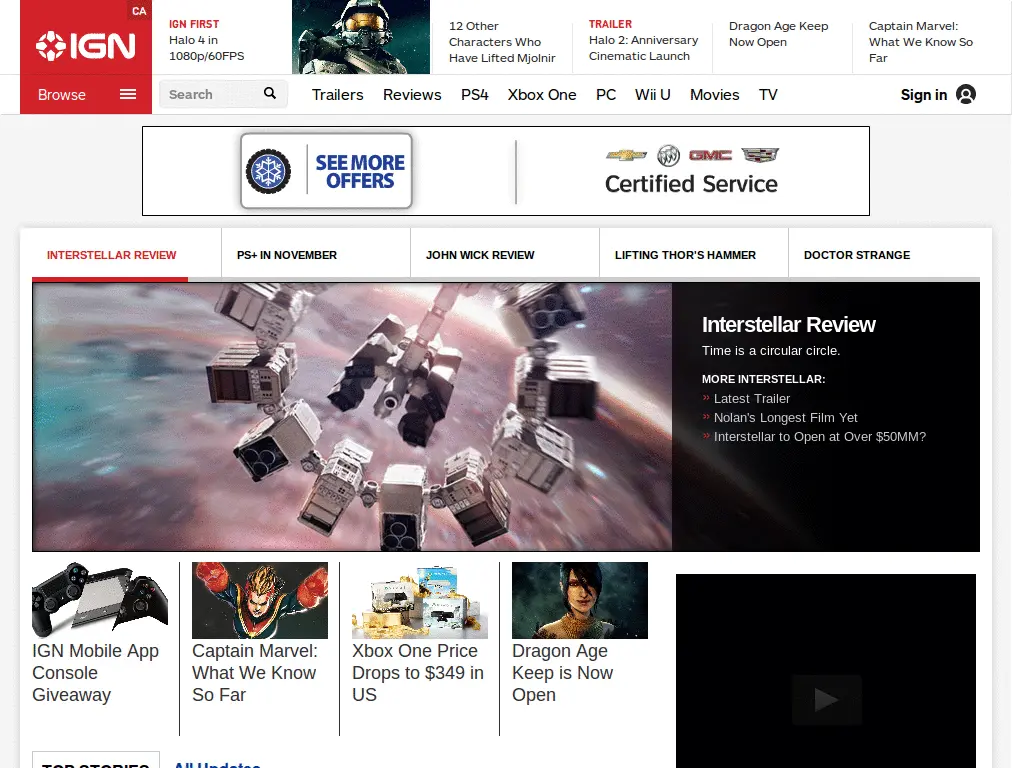 CA
IGN
IGN FIRST
Halo 4 in
1080p/60FPS
12 Other
Characters Who
Have Lifted Mjolnir
TRAILER
Halo 2: Anniversary
Cinematic Launch
Dragon Age Keep
Now Open
Captain Marvel:
What We Know So
Far
Browse
Search
Trailers
Reviews
PS4
Xbox One
PC
Wii U
Movies
TV
Sign in
SEE MORE
OFFERS
GMC
Certified Service
INTERSTELLAR REVIEW
PS+ IN NOVEMBER
JOHN WICK REVIEW
LIFTING THOR'S HAMMER
DOCTOR STRANGE
Interstellar Review
Time is a circular circle.
MORE INTERSTELLAR:
» Latest Trailer
» Nolan's Longest Film Yet
» Interstellar to Open at Over $50MM?
IGN Mobile App
Console
Giveaway
Captain Marvel:
What We Know
So Far
Xbox One Price
Drops to $349 in
US
Dragon Age
Keep is Now
Open
TOP STORIES
All Updates